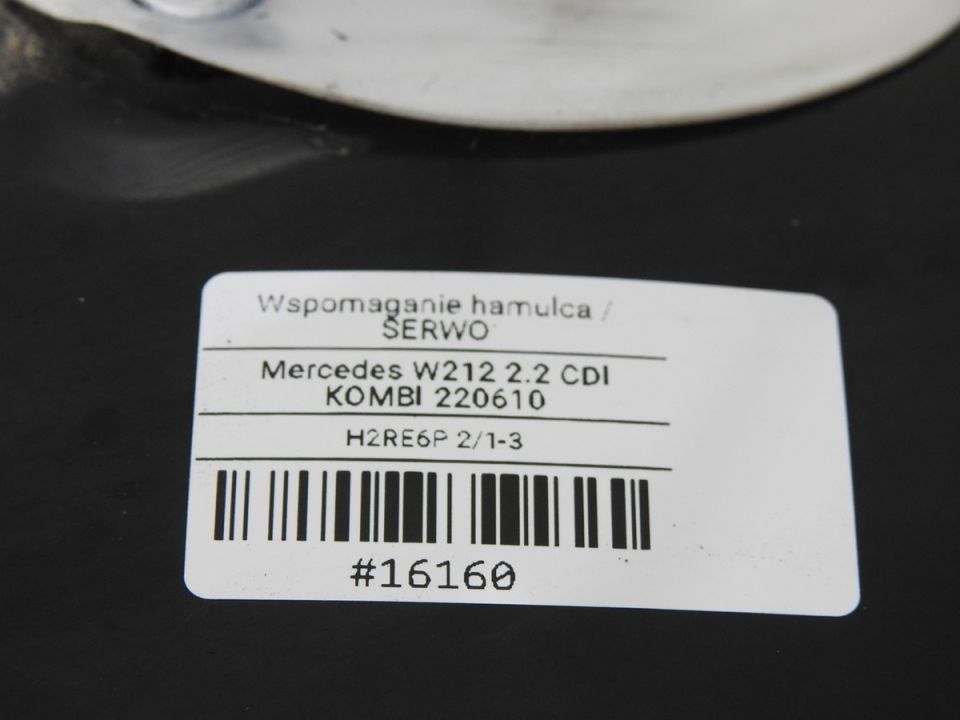 Wspomaganie hamulca /
SERWO
Mercedes W212 2.2 CDI
KOMBI 220610
H2RE6P 2/1-3
#16160